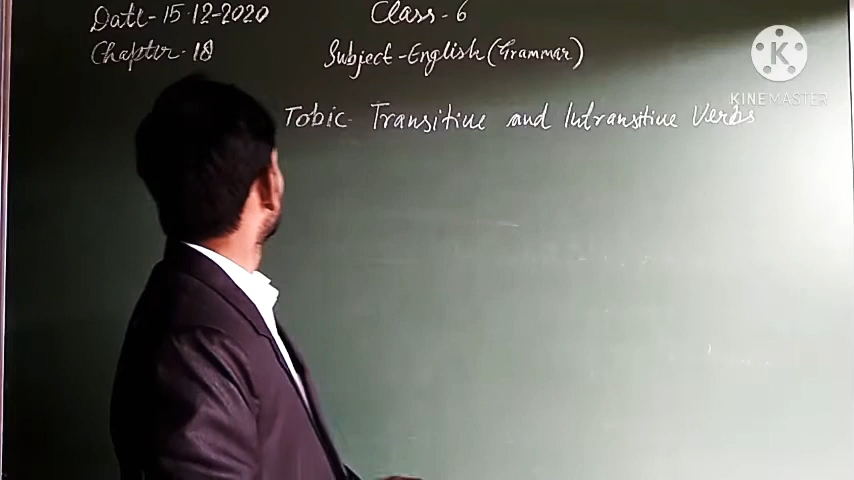 Date-15-12-2020 Class-6
Chapter-18 Subject-English (Grammar)
Tobic- Transitive and Intransitive Verbs
K
KINEMASTER